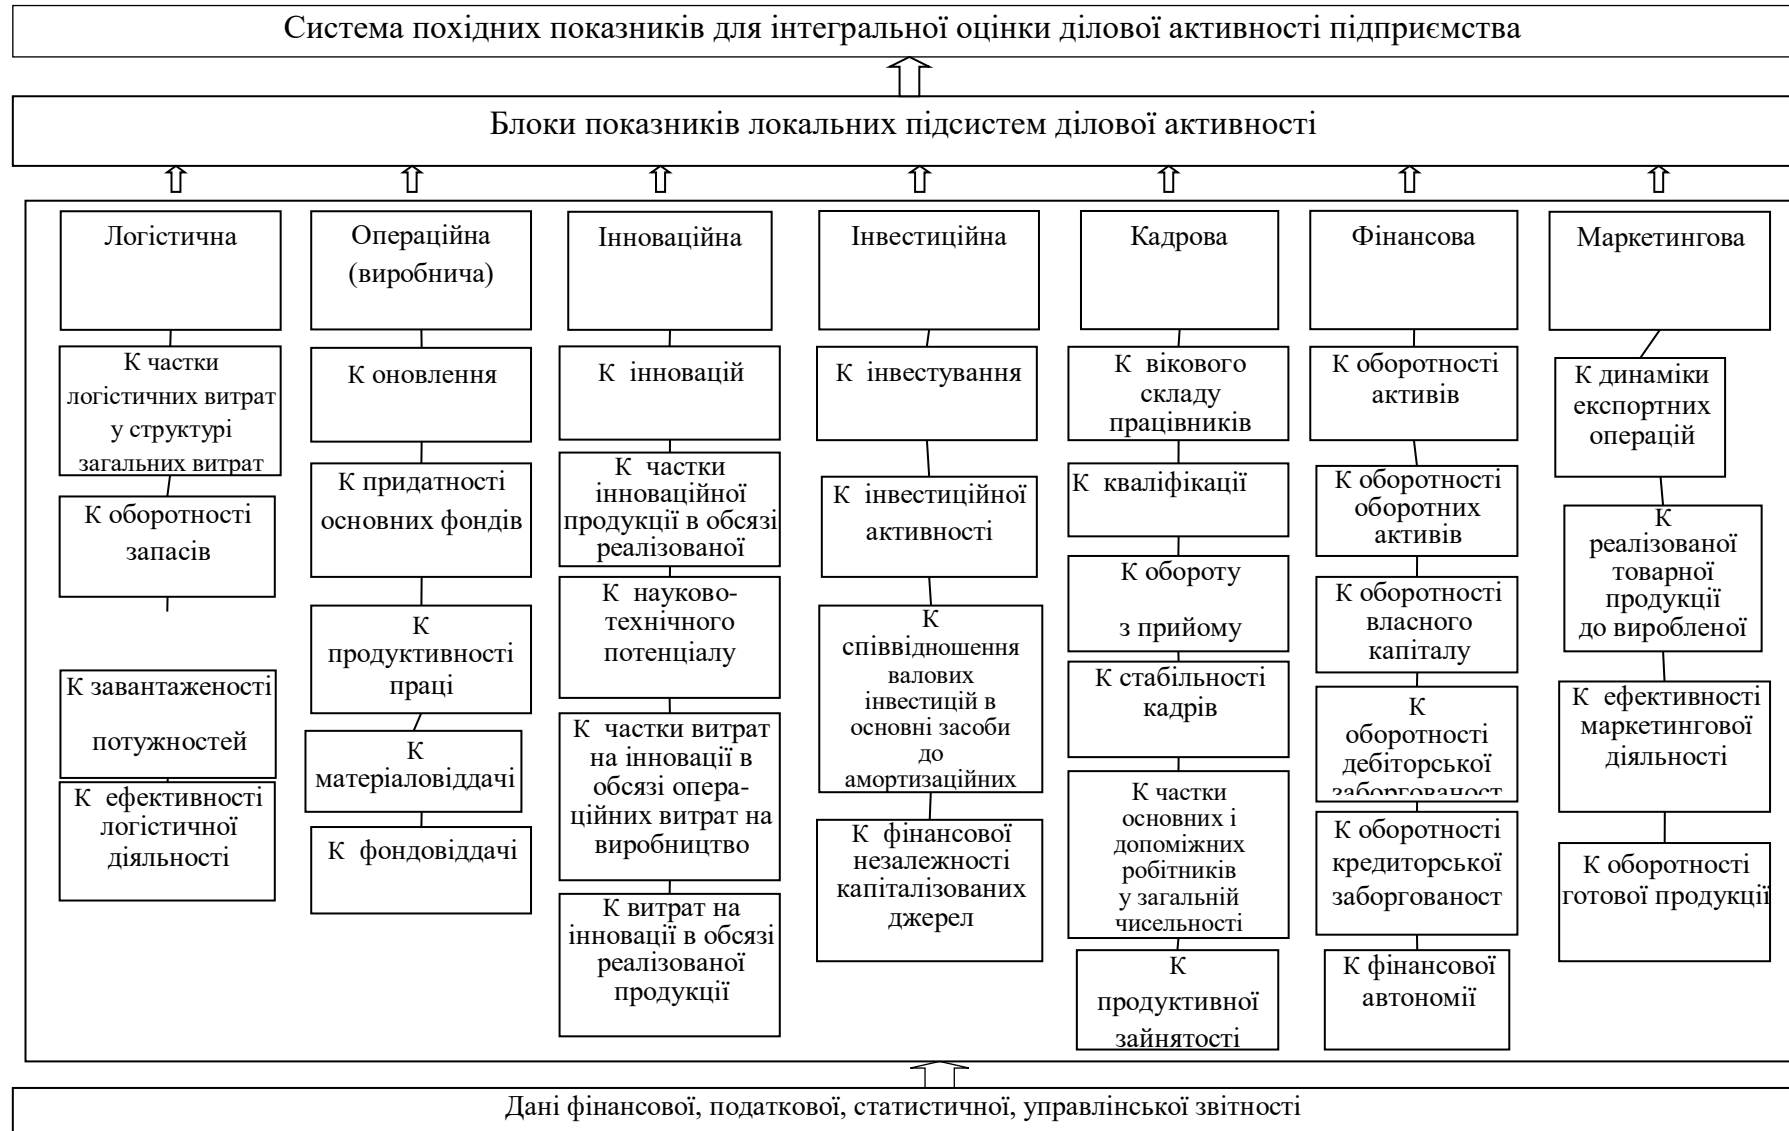 Система похідних показників для інтегральної оцінки ділової активності підприємства
Блоки показників локальних підсистем ділової активності
Логістична
К частки
логістичних витрат
у структурі
загальних витрат
К оборотності
запасів
К завантаженості
потужностей
К ефективності
логістичної
діяльності
Операційна
(виробнича)
К оновлення
К придатності
основних фондів
К
продуктивності
праці
К
матеріаловіддачі
К фондовіддачі
Інноваційна
К інновацій
К частки
інноваційної
продукції в обсязі
реалізованої
К науково-
технічного
потенціалу
К частки витрат
на інновації в
обсязі опера-
ційних витрат на
виробництво
К витрат на
інновації в обсязі
реалізованої
продукції
Інвестиційна
К інвестування
К інвестиційної
активності
К
співвідношення
валових
інвестицій в
основні засоби
до
амортизаційних
К фінансової
незалежності
капіталізованих
джерел
Кадрова
К вікового
складу
працівників
К кваліфікації
К обороту
з прийому
К стабільності
кадрів
К частки
основних і
допоміжних
робітників
у загальній
чисельності
К
продуктивної
зайнятості
Фінансова
К оборотності
активів
К оборотності
оборотних
активів
К оборотності
власного
капіталу
К
оборотності
дебіторської
заборгованост
К оборотності
кредиторської
заборгованост
К фінансової
автономії
Маркетингова
К динаміки
експортних
операцій
К
реалізованої
товарної
продукції
до виробленої
К ефективності
маркетингової
діяльності
К оборотності
готової продукції
Дані фінансової, податкової, статистичної, управлінської звітності